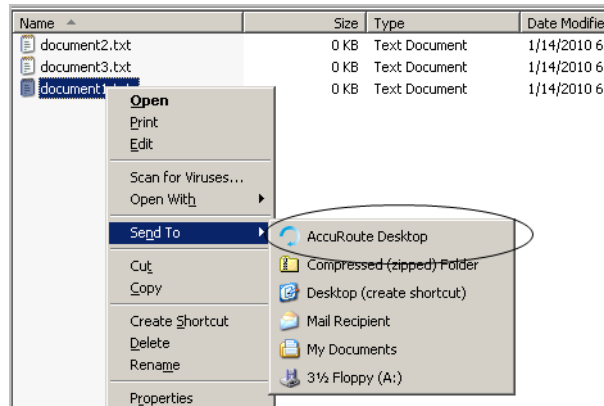 Name Size Type Date Modifie
document2.txt 0 KB Text Document 1/14/2010 6
document3.txt 0 KB Text Document 1/14/2010 6
document1.txt 0 KB Text Document 1/14/2010 6
Open
Print
Edit
Scan for Viruses...
Open With
Send To
Cut
Copy
Create Shortcut
Delete
Rename
Properties
AccuRoute Desktop
Compressed (zipped) Folder
Desktop (create shortcut)
Mail Recipient
My Documents
3½ Floppy (A:)